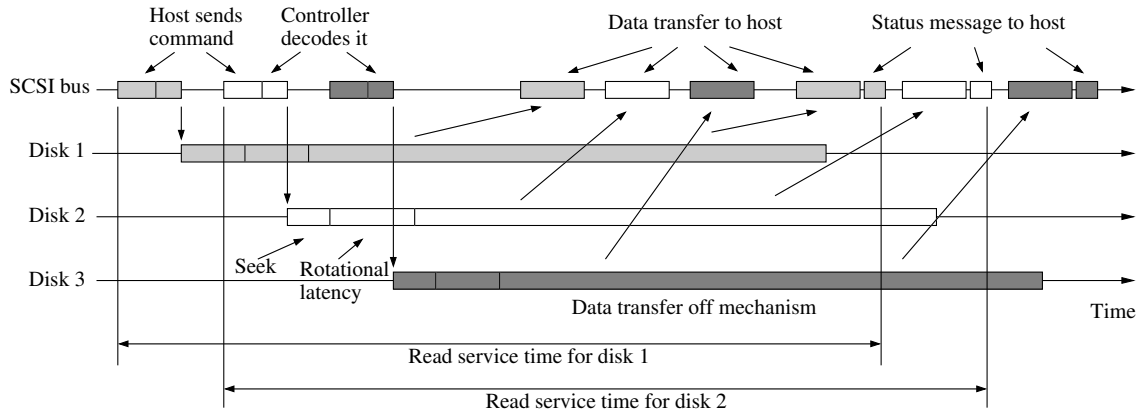 Host sends
command
Controller
decodes it
Data transfer to host
Status message to host
SCSI bus
Disk 1
Disk 2
Seek
Rotational
latency
Disk 3
Data transfer off mechanism
Time
Read service time for disk 1
Read service time for disk 2